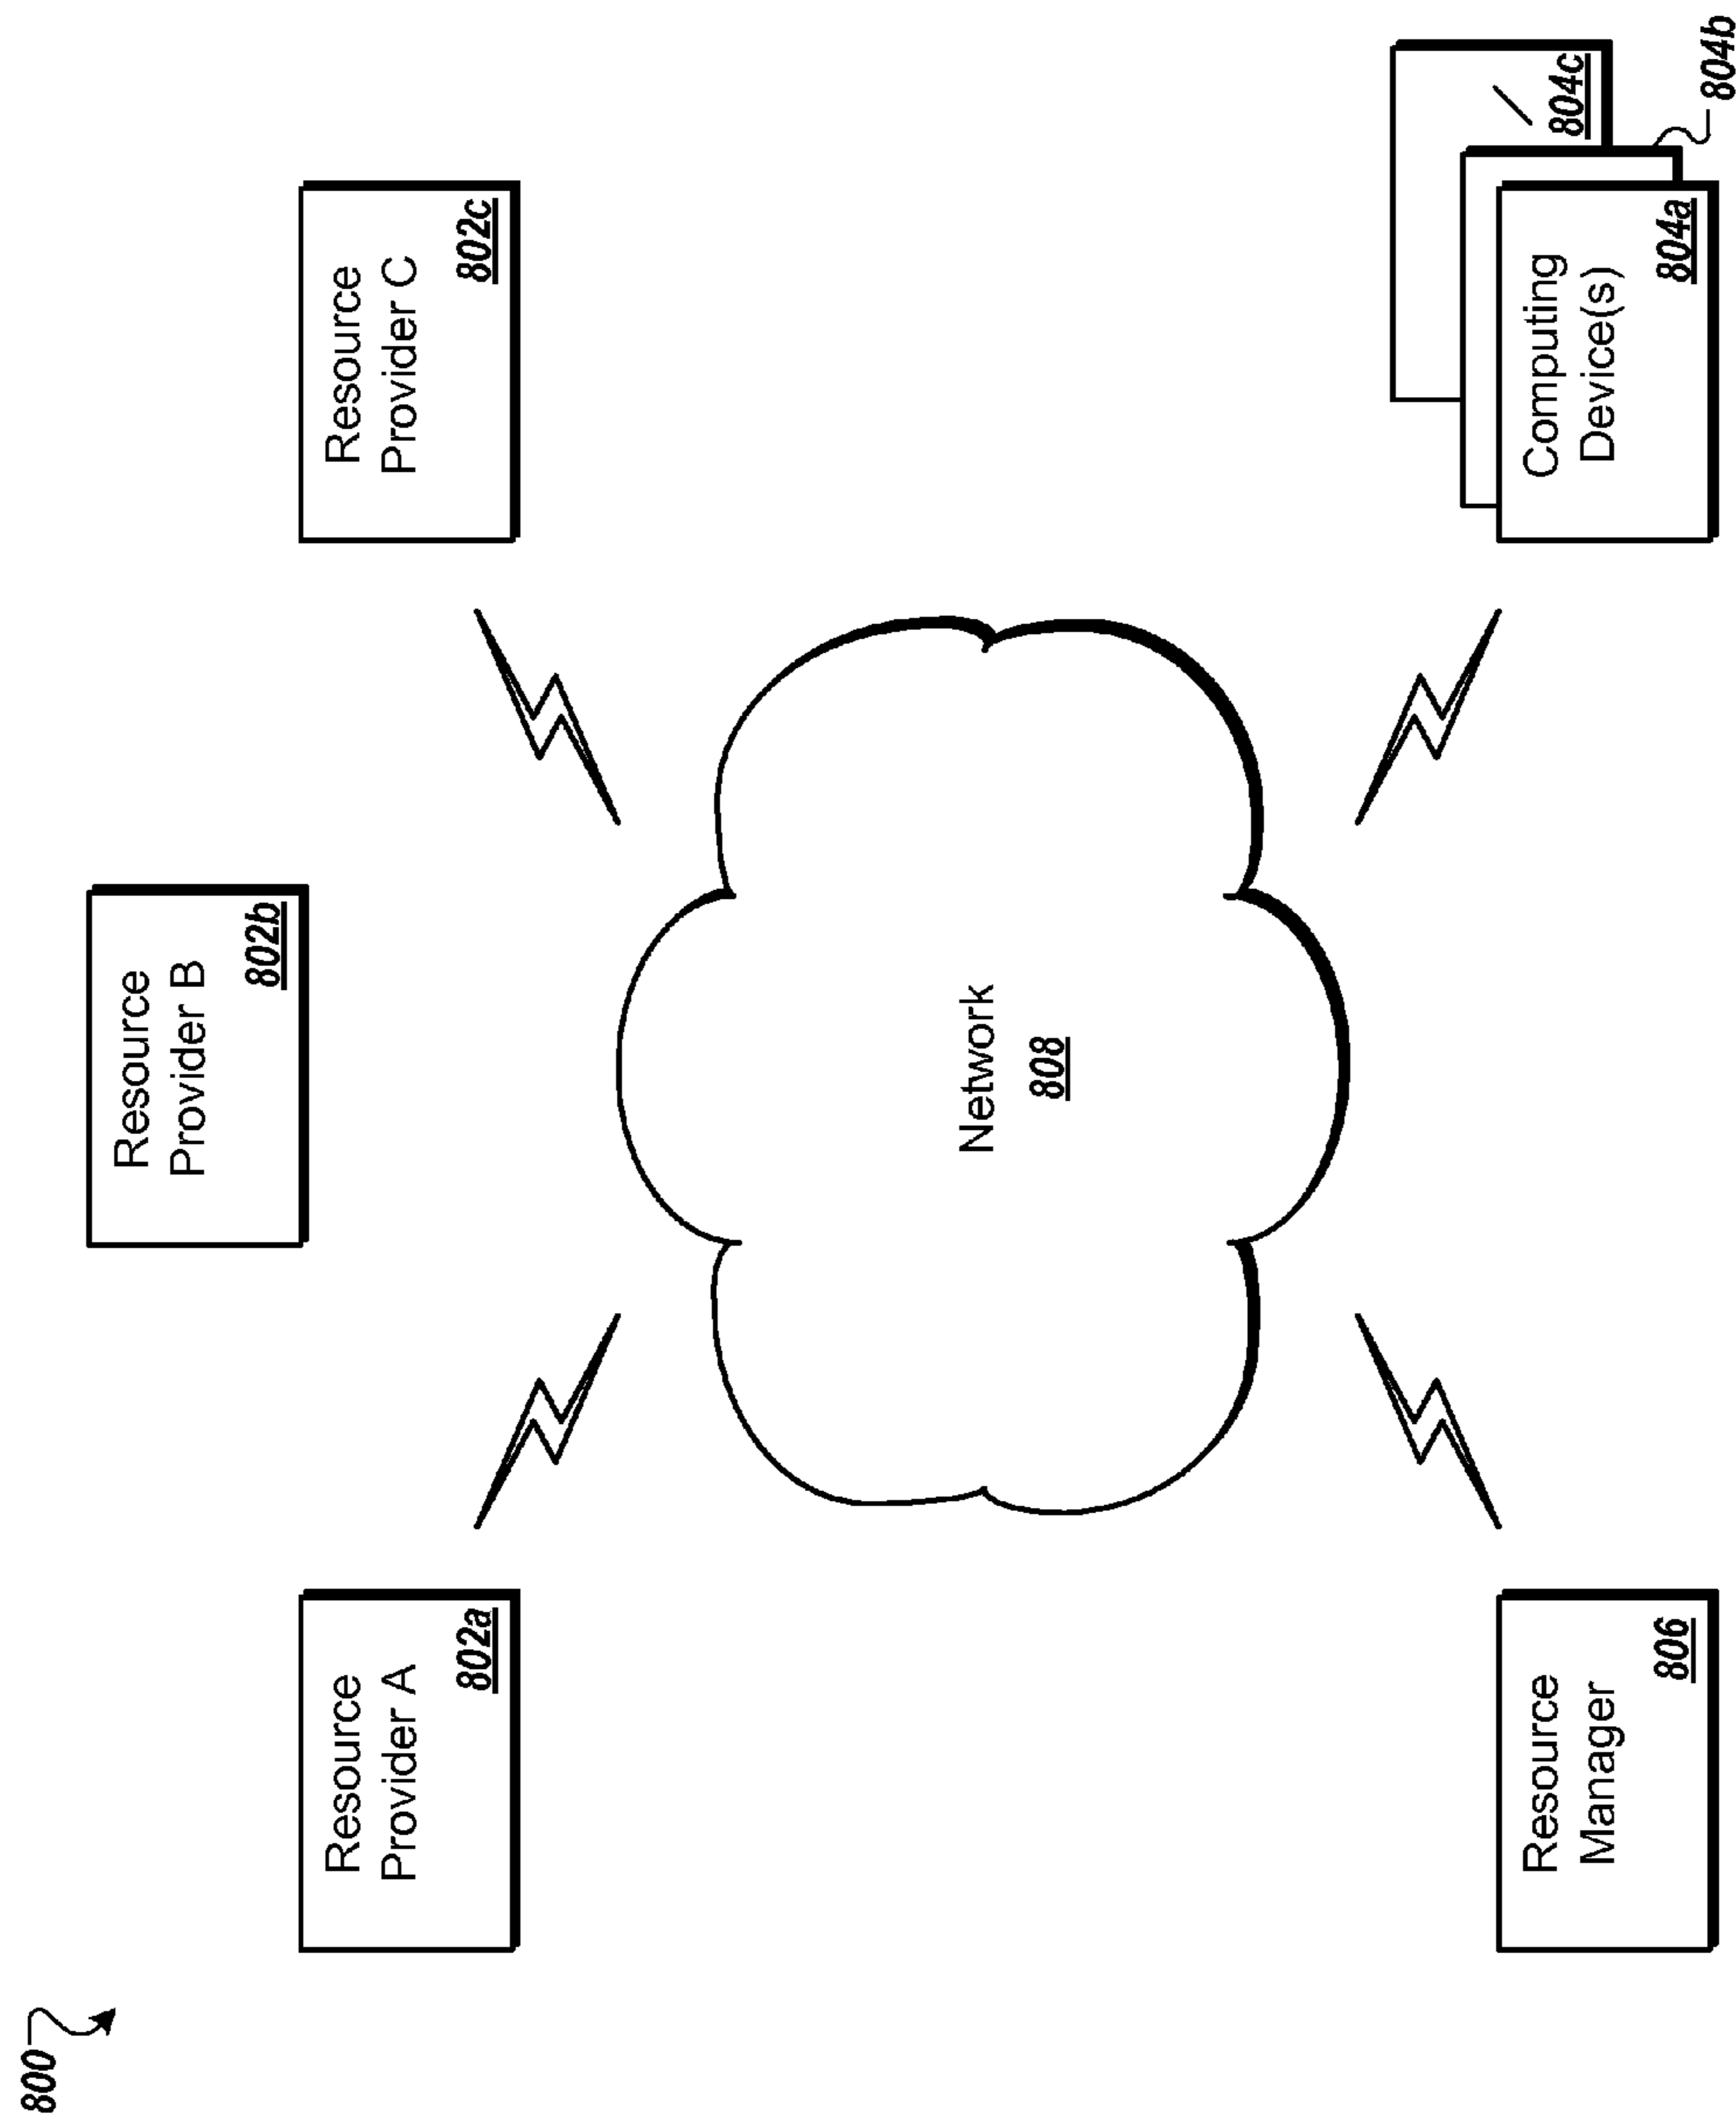 800
Resource
Provider B
802b
Resource
Provider A
802a
Resource
Provider C
802c
Network
808
Resource
Manager
806
Computing
Device(s)
804a
804b
804c